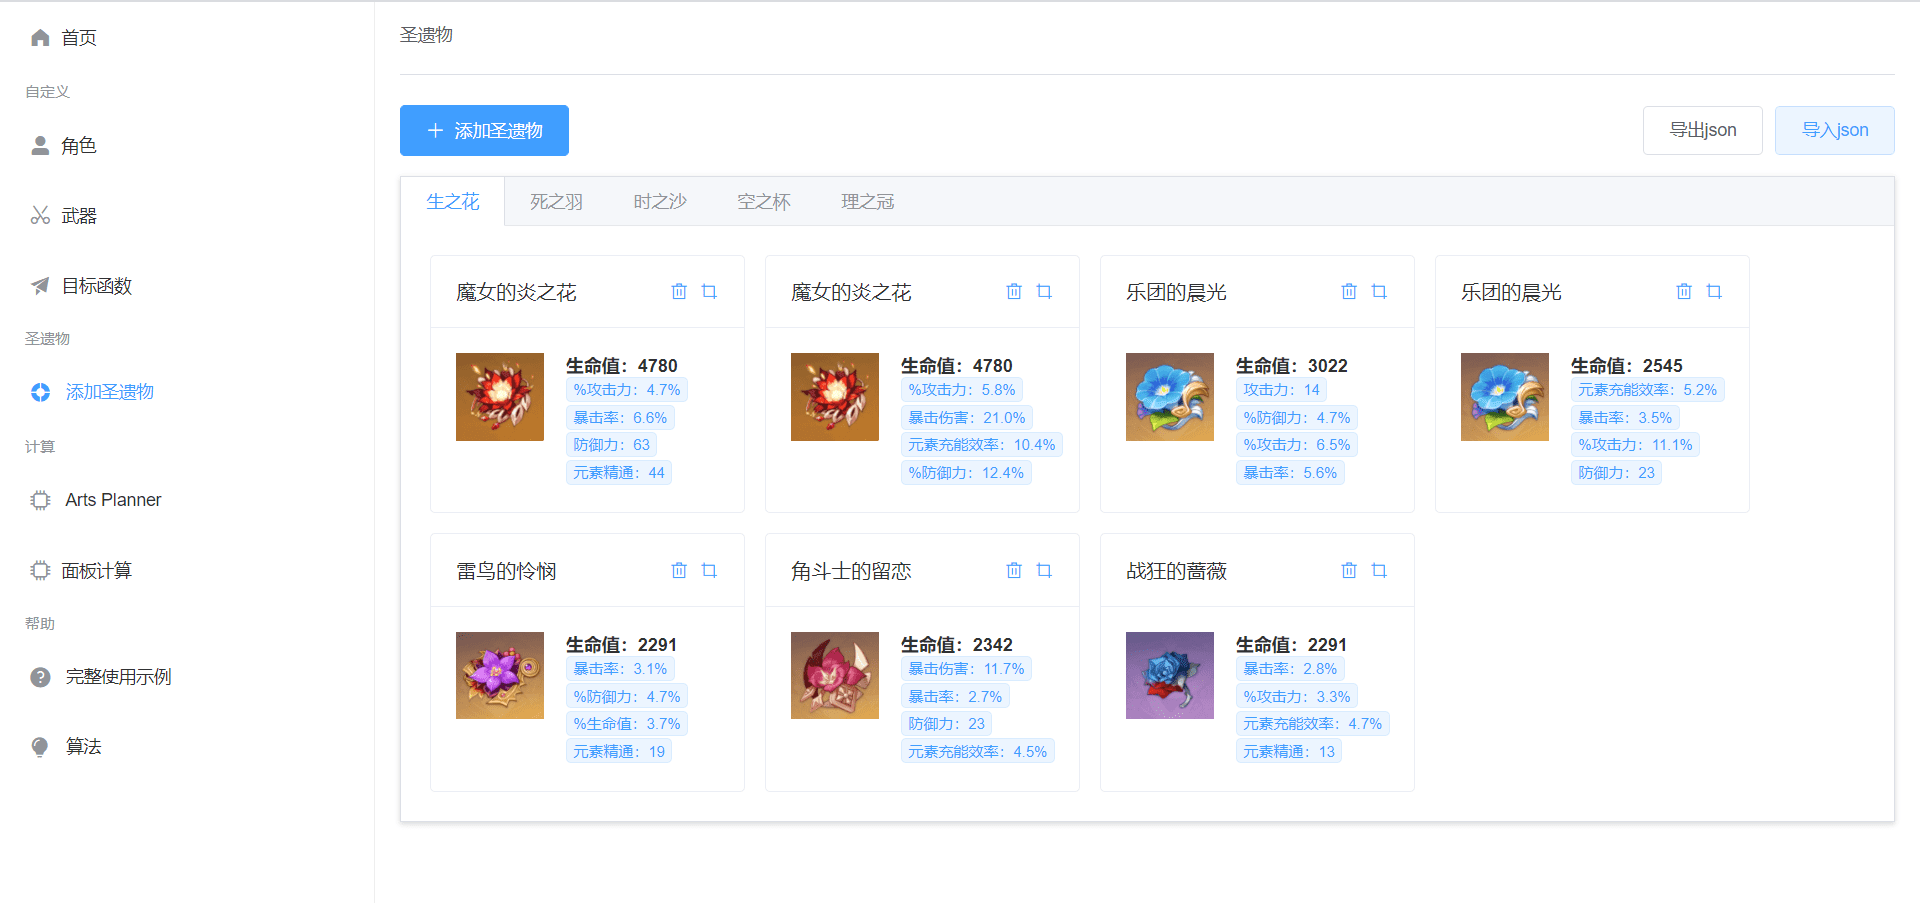 首页
自定义
角色
武器
目标函数
圣遗物
添加圣遗物
计算
Arts Planner
面板计算
帮助
完整使用示例
算法
圣遗物
添加圣遗物
导出json
导入json
生之花
死之羽
时之沙
空之杯
理之冠
魔女的炎之花
生命值：4780
%攻击力：4.7%
暴击率：6.6%
防御力：63
元素精通：44
魔女的炎之花
生命值：4780
%攻击力：5.8%
暴击伤害：21.0%
元素充能效率：10.4%
%防御力：12.4%
乐团的晨光
生命值：3022
攻击力：14
%防御力：4.7%
%攻击力：6.5%
暴击率：5.6%
乐团的晨光
生命值：2545
元素充能效率：5.2%
暴击率：3.5%
%攻击力：11.1%
防御力：23
雷鸟的怜悯
生命值：2291
暴击率：3.1%
%防御力：4.7%
%生命值：3.7%
元素精通：19
角斗士的留恋
生命值：2342
暴击伤害：11.7%
暴击率：2.7%
防御力：23
元素充能效率：4.5%
战狂的蔷薇
生命值：2291
暴击率：2.8%
%攻击力：3.3%
元素充能效率：4.7%
元素精通：13